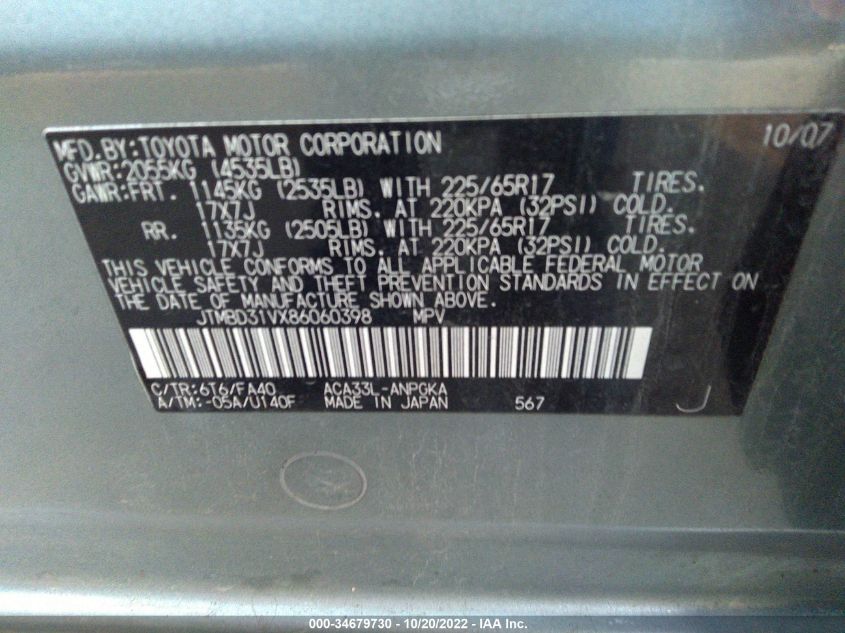 MFD. BY: TOYOTA MOTOR CORPORATION 10/07
GVWR: 2055KG (4535LB)
GAWR: FRT. 1145KG (2535LB) WITH 225/65R17 TIRES.
17X7J RIMS. AT 220KPA (32PSI) COLD.
RR. 1135KG (2505LB) WITH 225/65R17 TIRES.
17X7J RIMS. AT 220KPA (32PSI) COLD.
THIS VEHICLE CONFORMS TO ALL APPLICABLE FEDERAL MOTOR
VEHICLE SAFETY AND THEFT PREVENTION STANDARDS IN EFFECT ON
THE DATE OF MANUFACTURE SHOWN ABOVE.
JTMBD31VX86060398 MPV
C/TR: 6T6/FA40 ACA33L-ANPGKA
A/TM: -05A/U140F MADE IN JAPAN 567 J
000-34679730 - 10/20/2022 - IAA Inc.